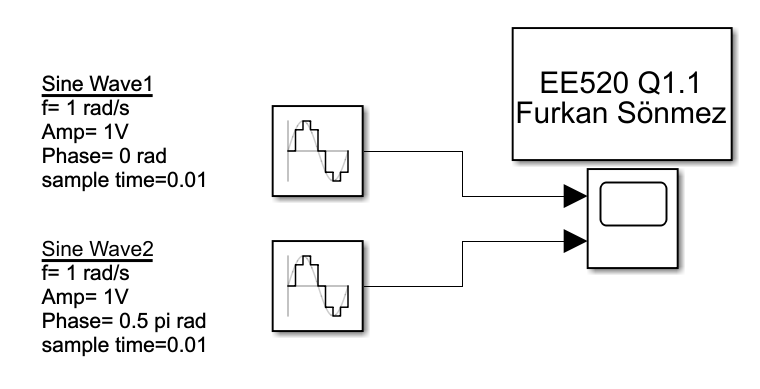 EE520 Q1.1
Furkan Sönmez
Sine Wave1
f= 1 rad/s
Amp= 1V
Phase= 0 rad
sample time=0.01
Sine Wave2
f= 1 rad/s
Amp= 1V
Phase= 0.5 pi rad
sample time=0.01